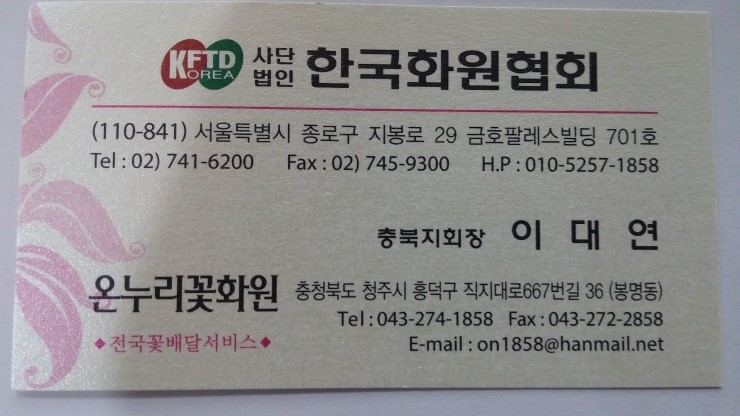 KFTD
KOREA
사단
법인
한국화원협회
(110-841) 서울특별시 종로구 지봉로 29 금호팔레스빌딩 701호
Tel : 02) 741-6200 Fax : 02) 745-9300 H.P : 010-5257-1858
충북지회장 이 대 연
온누리꽃화원 충청북도 청주시 흥덕구 직지대로667번길 36 (봉명동)
Tel : 043-274-1858 Fax : 043-272-2858
◆전국꽃배달서비스◆ E-mail : on1858@hanmail.net